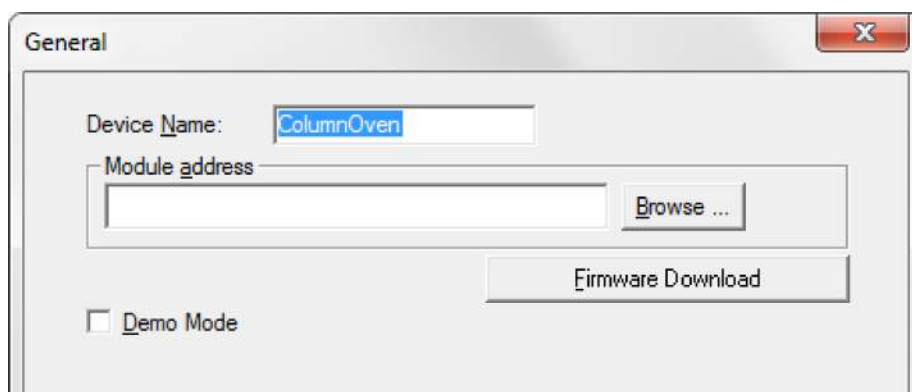 General
Device Name: ColumnOven
Module address
Browse ...
Firmware Download
Demo Mode